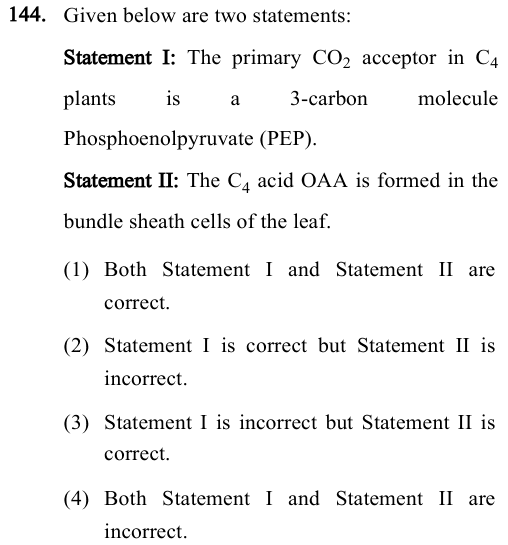 144. Given below are two statements:
Statement I: The primary CO₂ acceptor in C₄
plants is a 3-carbon molecule
Phosphoenolpyruvate (PEP).
Statement II: The C₄ acid OAA is formed in the
bundle sheath cells of the leaf.
(1) Both Statement I and Statement II are
correct.
(2) Statement I is correct but Statement II is
incorrect.
(3) Statement I is incorrect but Statement II is
correct.
(4) Both Statement I and Statement II are
incorrect.